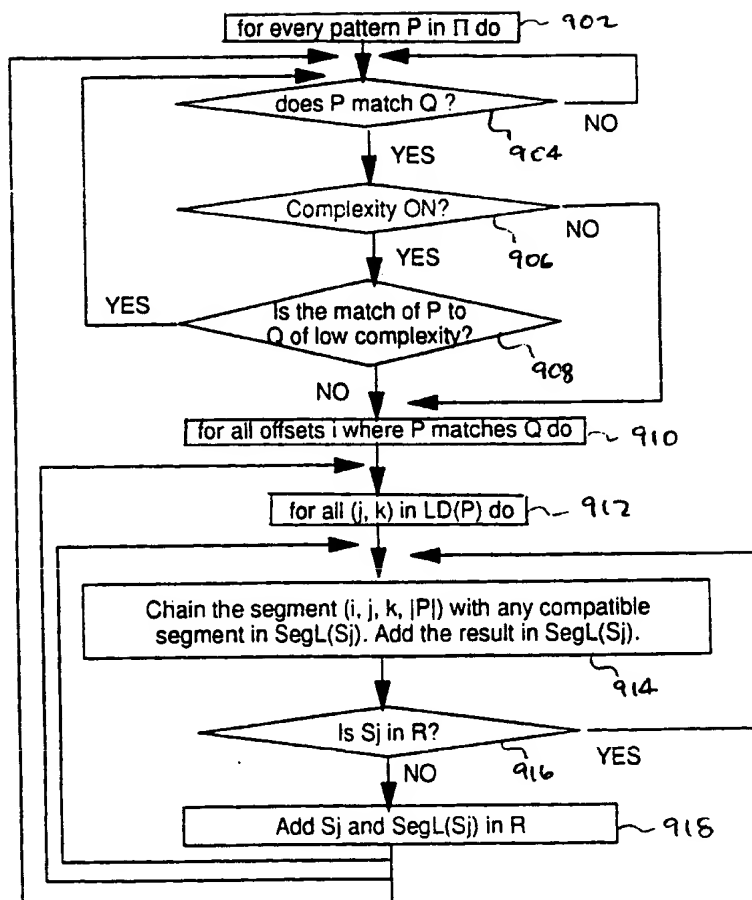 for every pattern P in Π do 902
does P match Q ?
NO
904
YES
Complexity ON?
NO
906
YES
YES
Is the match of P to
Q of low complexity?
908
NO
for all offsets i where P matches Q do 910
for all (j, k) in LD(P) do 912
Chain the segment (i, j, k, |P|) with any compatible
segment in SegL(Sj). Add the result in SegL(Sj).
914
Is Sj in R?
916
YES
NO
Add Sj and SegL(Sj) in R 918